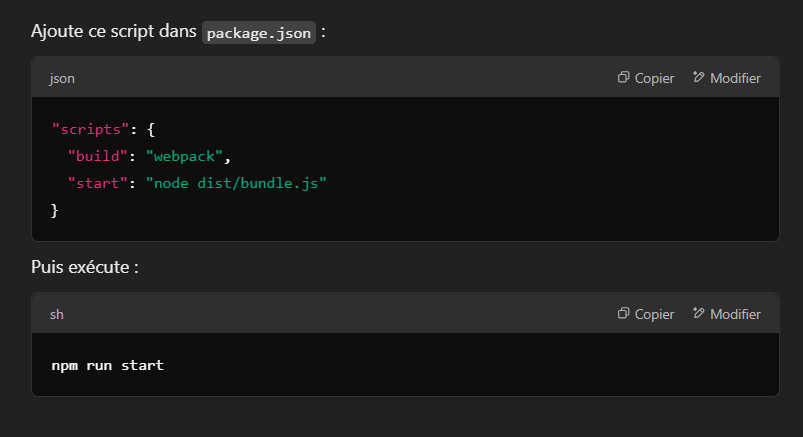 Ajoute ce script dans package.json :
json Copier Modifier
"scripts": {
"build": "webpack",
"start": "node dist/bundle.js"
}
Puis exécute :
sh Copier Modifier
npm run start